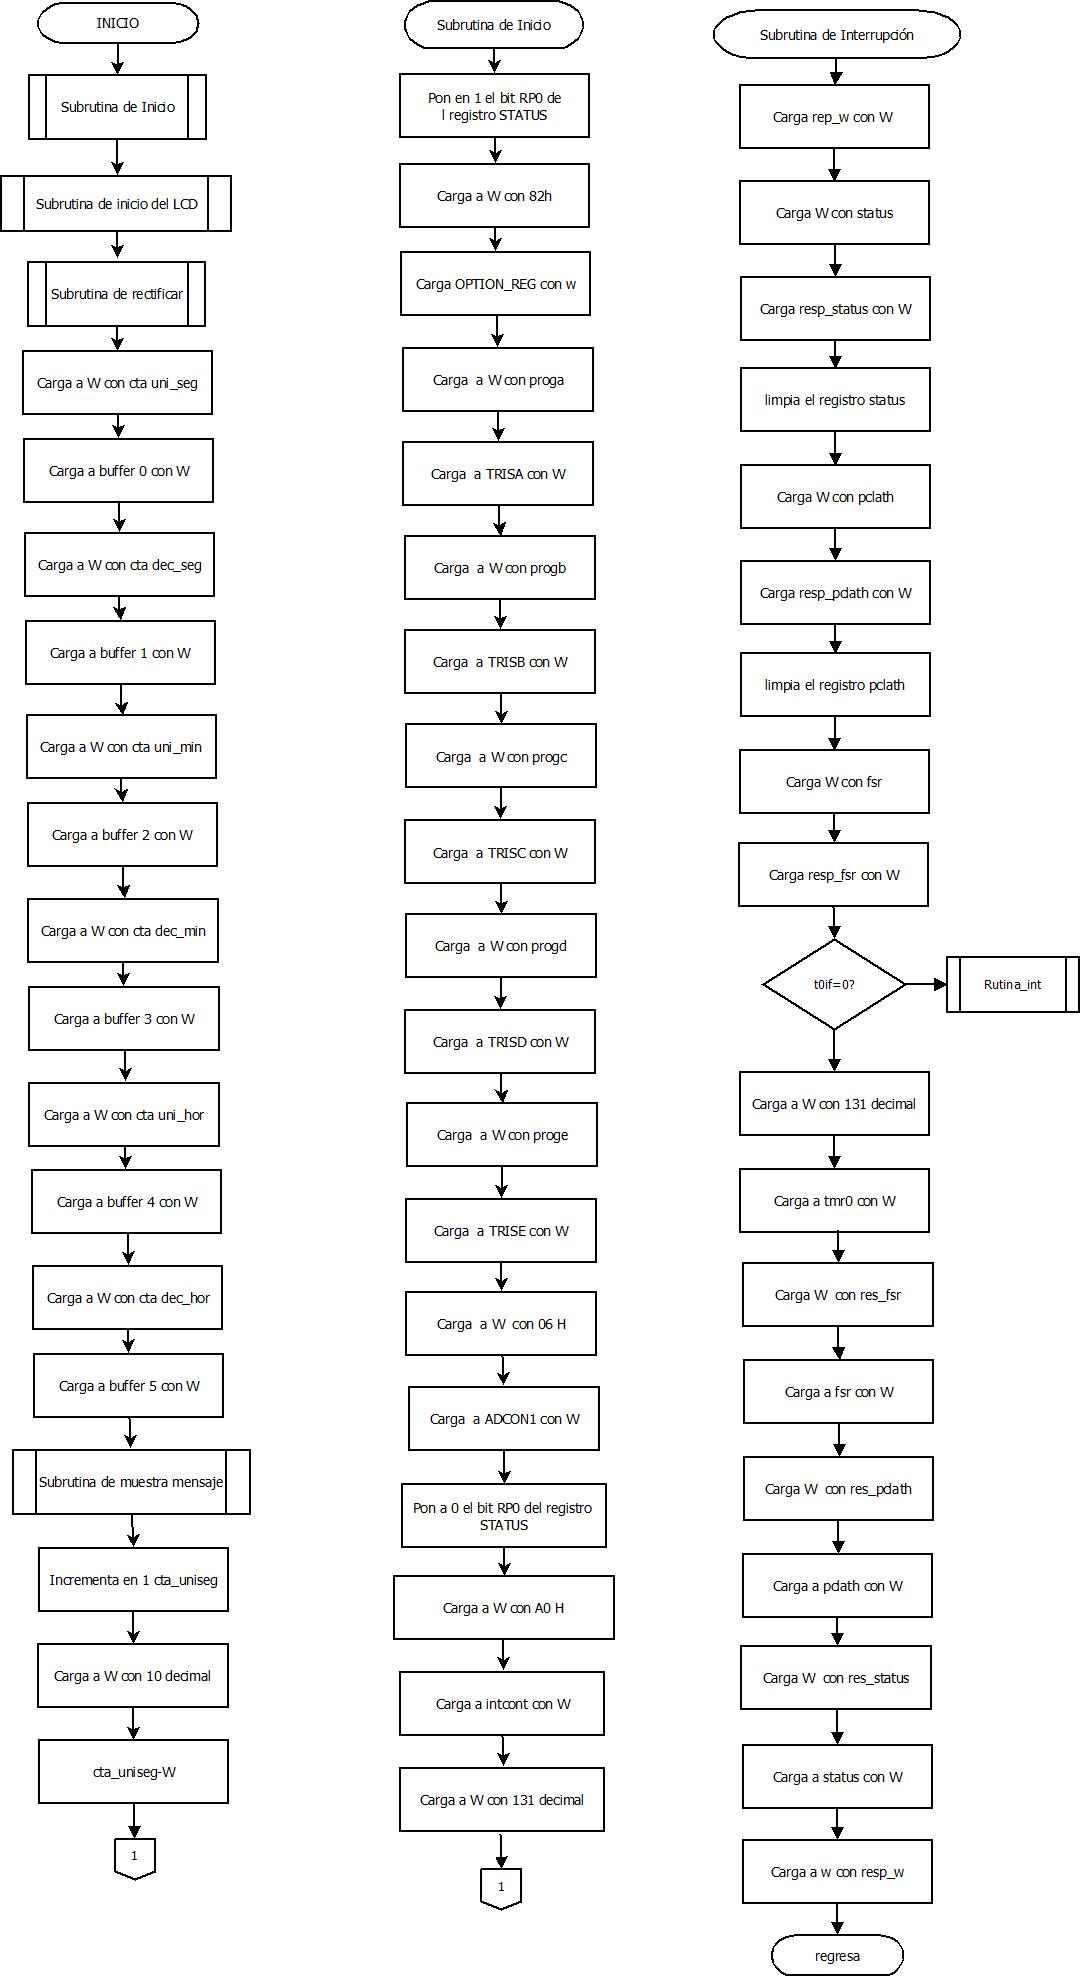 INICIO
Subrutina de Inicio
Subrutina de inicio del LCD
Subrutina de rectificar
Carga a W con cta uni_seg
Carga a buffer 0 con W
Carga a W con cta dec_seg
Carga a buffer 1 con W
Carga a W con cta uni_min
Carga a buffer 2 con W
Carga a W con cta dec_min
Carga a buffer 3 con W
Carga a W con cta uni_hor
Carga a buffer 4 con W
Carga a W con cta dec_hor
Carga a buffer 5 con W
Subrutina de muestra mensaje
Incrementa en 1 cta_uniseg
Carga a W con 10 decimal
cta_uniseg-W
1
Subrutina de Inicio
Pon en 1 el bit RP0 de
l registro STATUS
Carga a W con 82h
Carga OPTION_REG con w
Carga a W con proga
Carga a TRISA con W
Carga a W con progb
Carga a TRISB con W
Carga a W con progc
Carga a TRISC con W
Carga a W con progd
Carga a TRISD con W
Carga a W con proge
Carga a TRISE con W
Carga a W con 06 H
Carga a ADCON1 con W
Pon a 0 el bit RP0 del registro
STATUS
Carga a W con A0 H
Carga a intcont con W
Carga a W con 131 decimal
1
Subrutina de Interrupción
Carga rep_w con W
Carga W con status
Carga resp_status con W
limpia el registro status
Carga W con pclath
Carga resp_pclath con W
limpia el registro pclath
Carga W con fsr
Carga resp_fsr con W
t0if=0?
Rutina_int
Carga a W con 131 decimal
Carga a tmr0 con W
Carga W con res_fsr
Carga a fsr con W
Carga W con res_pclath
Carga a pclath con W
Carga W con res_status
Carga a status con W
Carga a w con resp_w
regresa